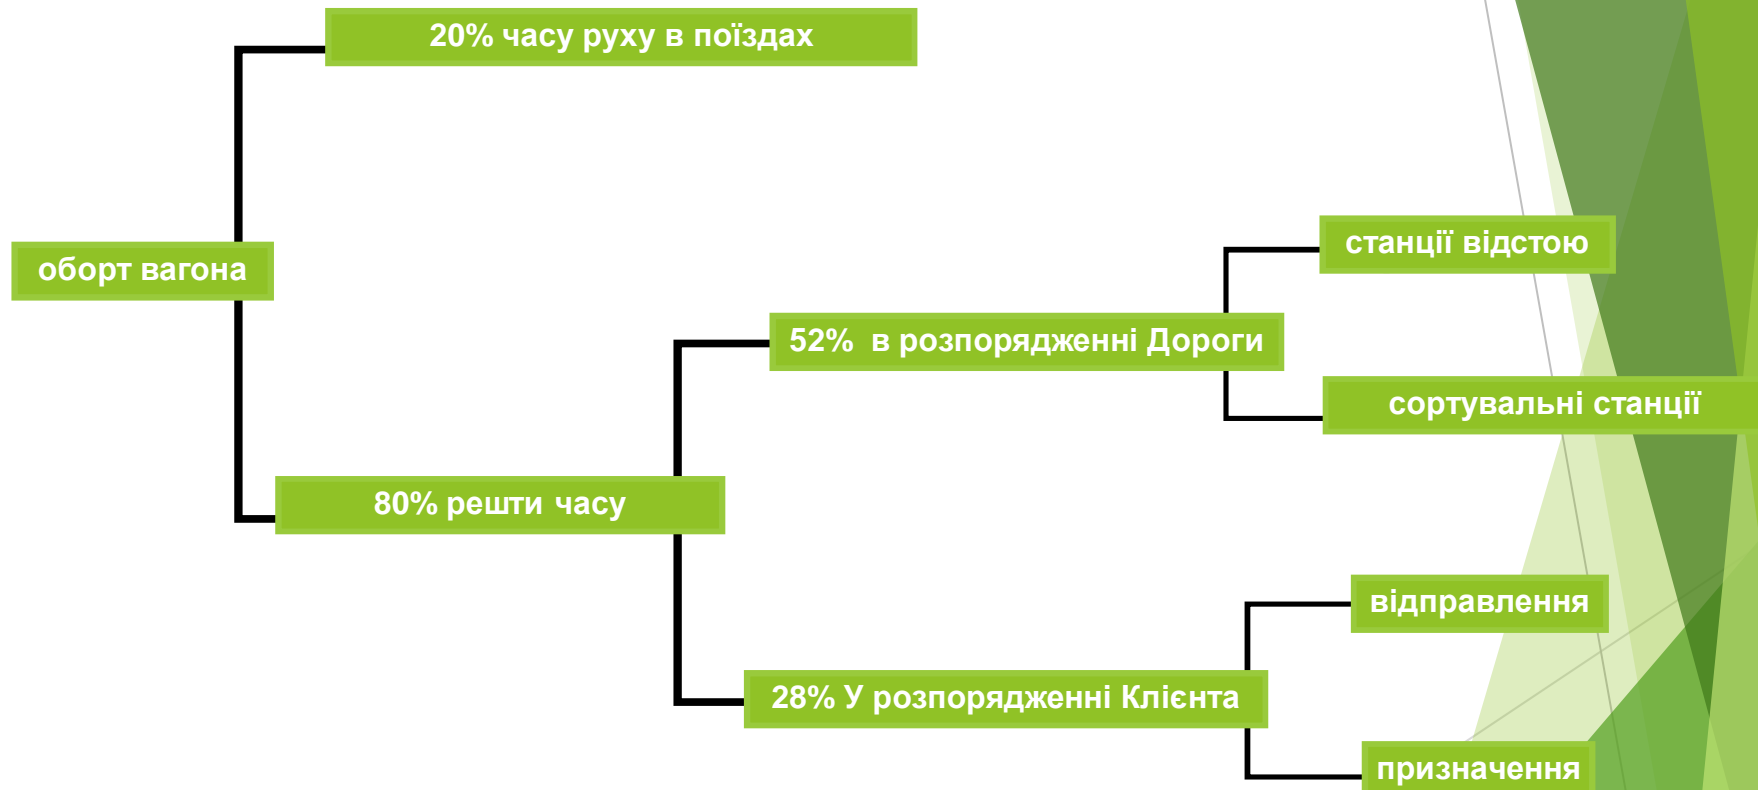 20% часу руху в поїздах
оборт вагона
станції відстою
52% в розпорядженні Дороги
сортувальні станції
80% решти часу
відправлення
28% У розпорядженні Клієнта
призначення